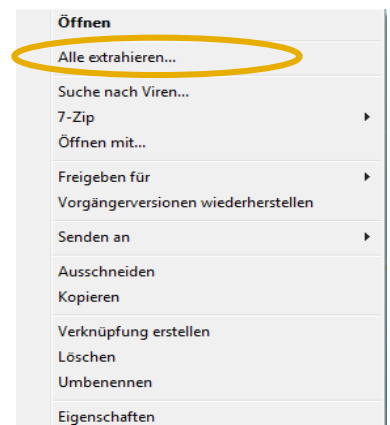 Öffnen
Alle extrahieren...
Suche nach Viren...
7-Zip
Öffnen mit...
Freigeben für
Vorgängerversionen wiederherstellen
Senden an
Ausschneiden
Kopieren
Verknüpfung erstellen
Löschen
Umbenennen
Eigenschaften